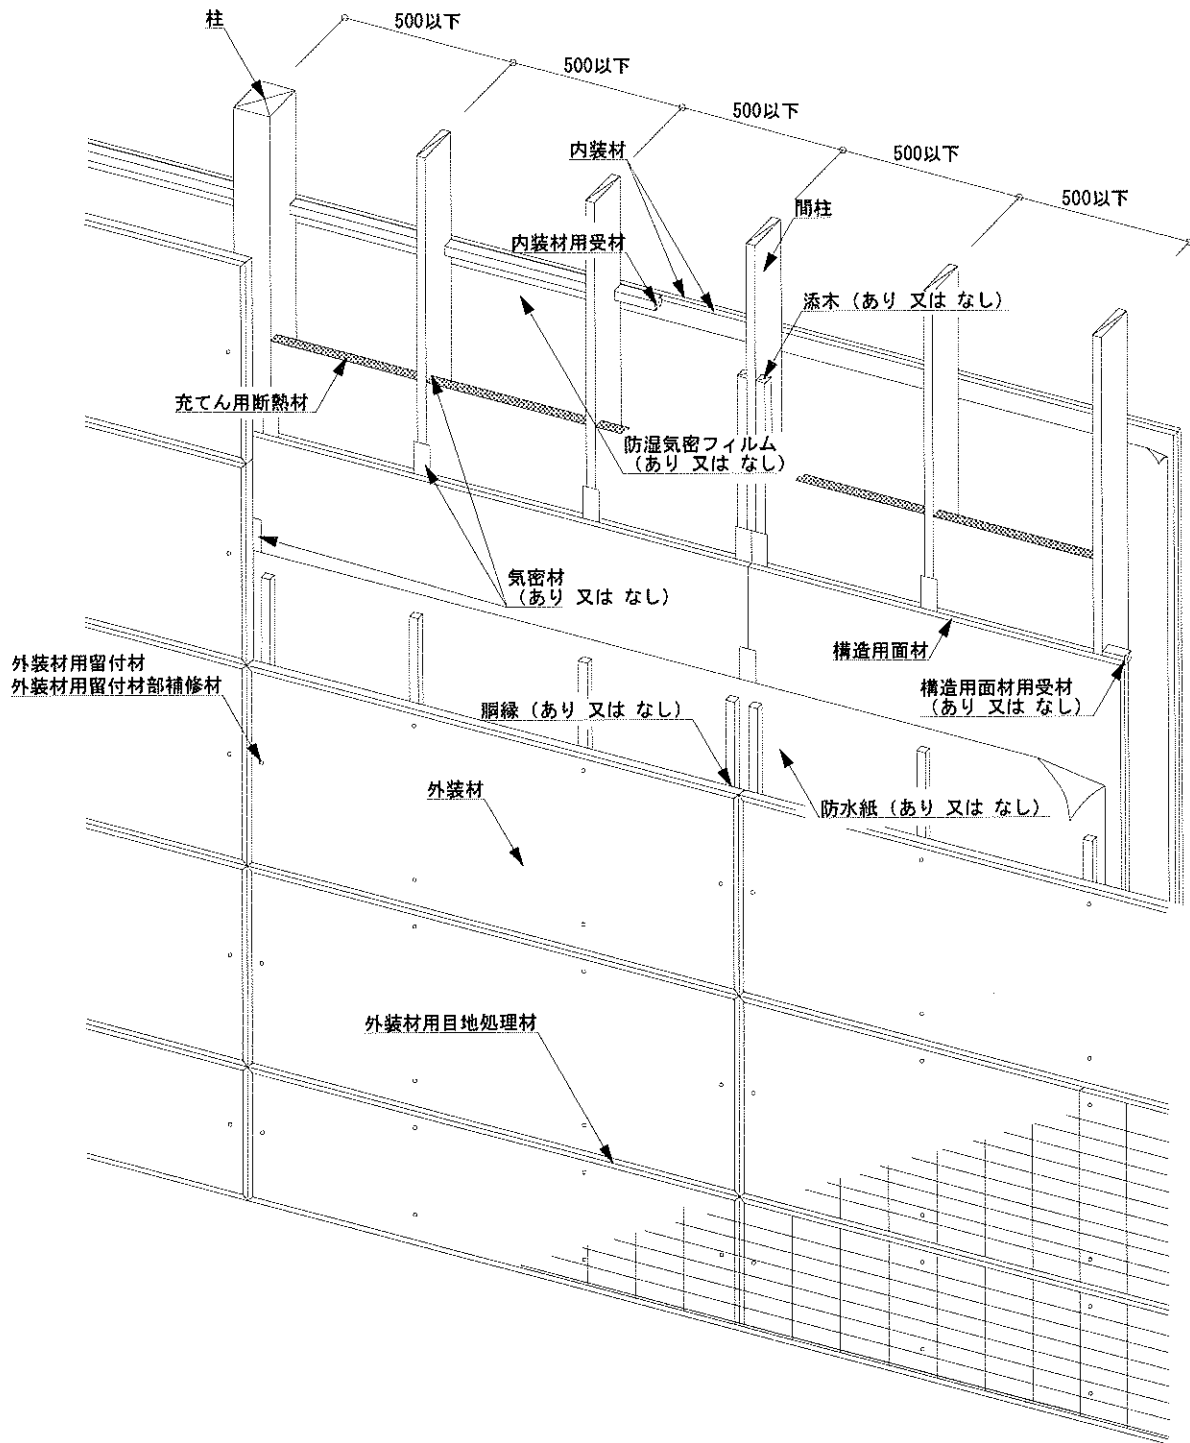 柱
500以下
500以下
500以下
500以下
500以下
内装材
間柱
内装材用受材
添木（あり 又は なし）
充てん用断熱材
防湿気密フィルム
（あり 又は なし）
気密材
（あり 又は なし）
構造用面材
外装材用留付材
外装材用留付材部補修材
構造用面材用受材
（あり 又は なし）
胴縁（あり 又は なし）
外装材
防水紙（あり 又は なし）
外装材用目地処理材